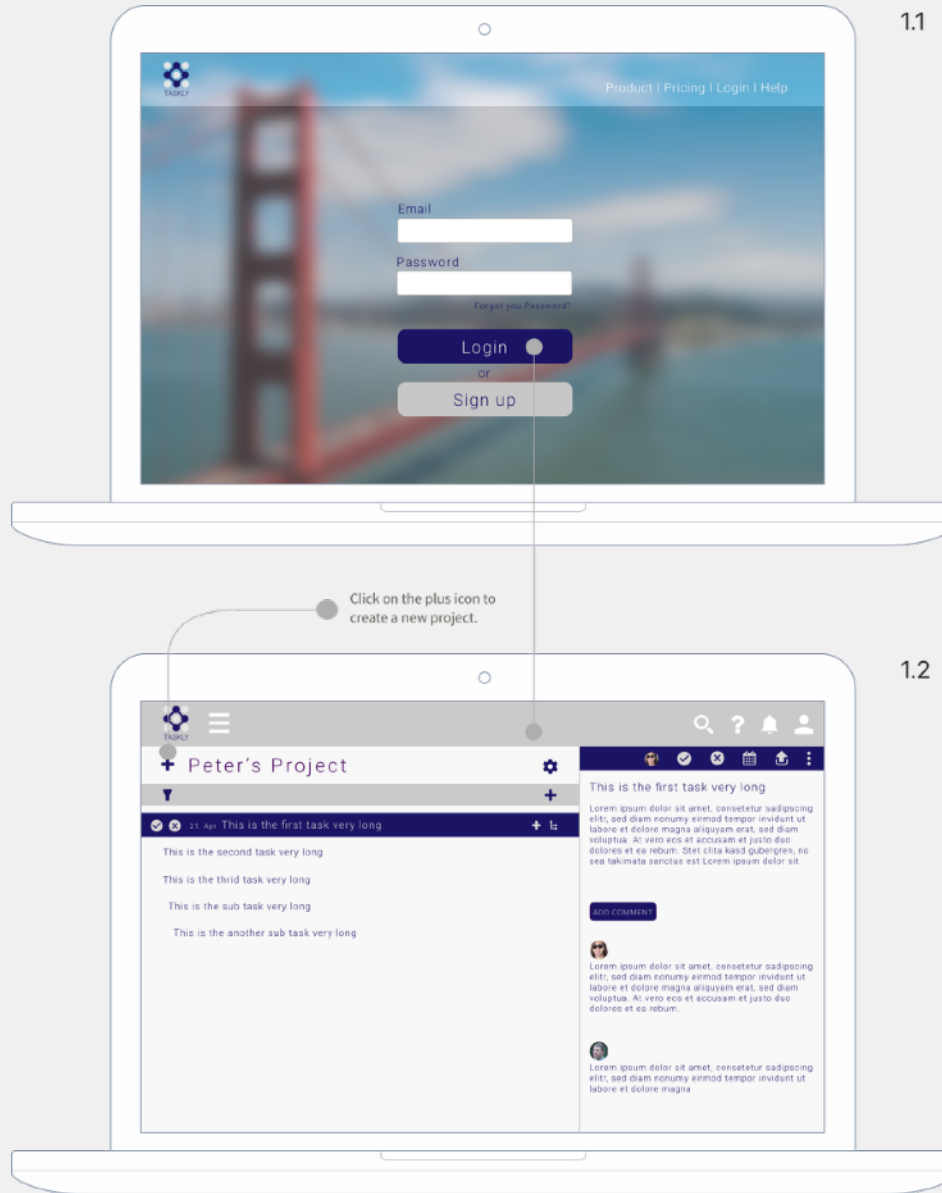 1.1
TASKLY
Product I Pricing I Login I Help
Email
Password
Forgot you Password?
Login
or
Sign up
Click on the plus icon to
create a new project.
1.2
TASKLY
?
+ Peter's Project
+
21. Apr This is the first task very long +
This is the second task very long
This is the thrid task very long
This is the sub task very long
This is the another sub task very long
This is the first task very long
Lorem ipsum dolor sit amet, consetetur sadipscing
elitr, sed diam nonumy eirmod tempor invidunt ut
labore et dolore magna aliquyam erat, sed diam
voluptua. At vero eos et accusam et justo duo
dolores et ea rebum. Stet clita kasd gubergren, no
sea takimata sanctus est Lorem ipsum dolor sit
ADD COMMENT
Lorem ipsum dolor sit amet, consetetur sadipscing
elitr, sed diam nonumy eirmod tempor invidunt ut
labore et dolore magna aliquyam erat, sed diam
voluptua. At vero eos et accusam et justo duo
dolores et ea rebum.
Lorem ipsum dolor sit amet, consetetur sadipscing
elitr, sed diam nonumy eirmod tempor invidunt ut
labore et dolore magna